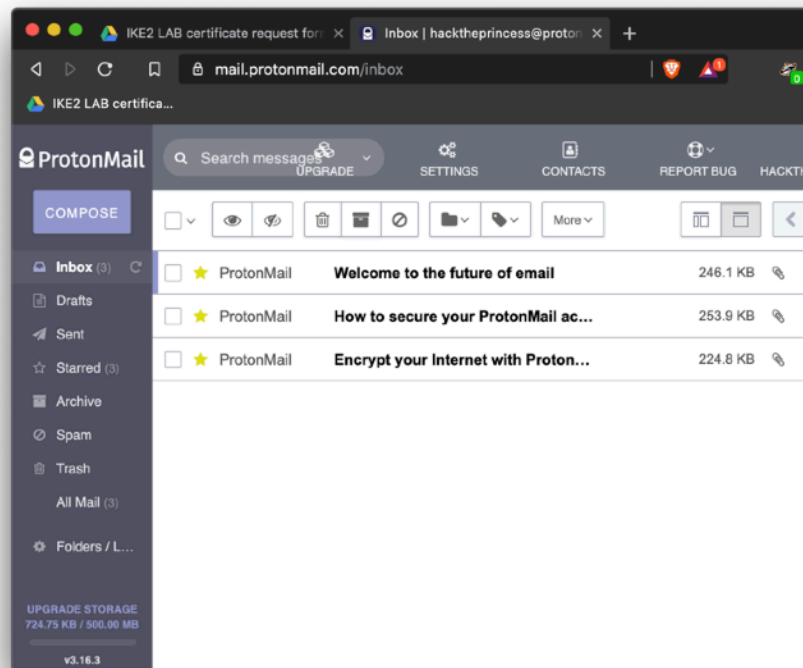 IKE2 LAB certificate request for
Inbox | hacktheprincess@proton
mail.protonmail.com/inbox
1
0
IKE2 LAB certifica...
ProtonMail
Search messages
UPGRADE
SETTINGS
CONTACTS
REPORT BUG
HACKTH
COMPOSE
More
Inbox (3)
ProtonMail Welcome to the future of email 246.1 KB
Drafts
ProtonMail How to secure your ProtonMail ac... 253.9 KB
Sent
ProtonMail Encrypt your Internet with Proton... 224.8 KB
Starred (3)
Archive
Spam
Trash
All Mail (3)
Folders / L...
UPGRADE STORAGE
724.75 KB / 500.00 MB
v3.16.3